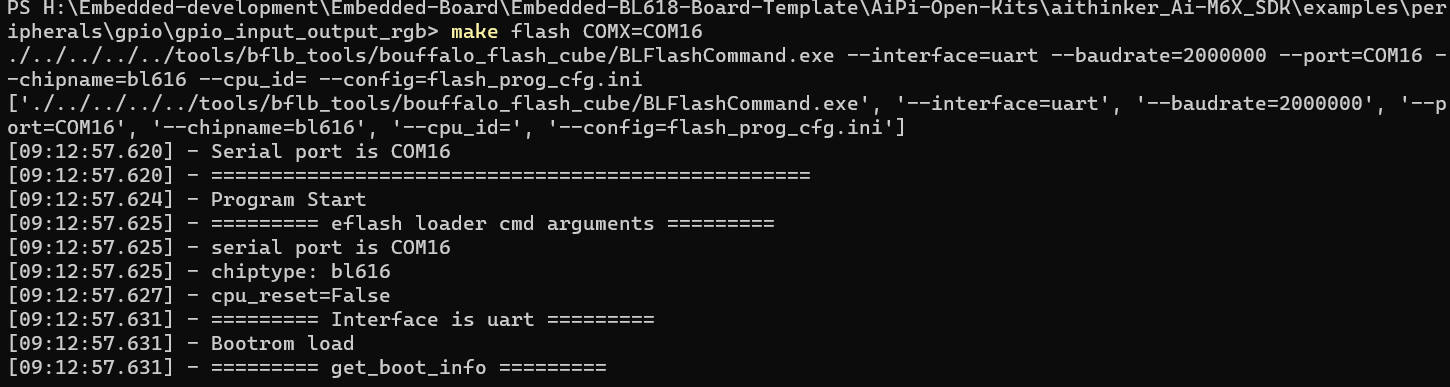 PS H:\Embedded-development\Embedded-Board\Embedded-BL618-Board-Template\AiPi-Open-Kits\aithinker_Ai-M6X_SDK\examples\per
ipherals\gpio\gpio_input_output_rgb> make flash COMX=COM16
./../../../../tools/bflb_tools/bouffalo_flash_cube/BLFlashCommand.exe --interface=uart --baudrate=2000000 --port=COM16 -
-chipname=bl616 --cpu_id= --config=flash_prog_cfg.ini
['./../../../../tools/bflb_tools/bouffalo_flash_cube/BLFlashCommand.exe', '--interface=uart', '--baudrate=2000000', '--p
ort=COM16', '--chipname=bl616', '--cpu_id=', '--config=flash_prog_cfg.ini']
[09:12:57.620] - Serial port is COM16
[09:12:57.620] - ==================================================
[09:12:57.624] - Program Start
[09:12:57.625] - ========= eflash loader cmd arguments =========
[09:12:57.625] - serial port is COM16
[09:12:57.625] - chiptype: bl616
[09:12:57.627] - cpu_reset=False
[09:12:57.631] - ========= Interface is uart =========
[09:12:57.631] - Bootrom load
[09:12:57.631] - ========= get_boot_info =========